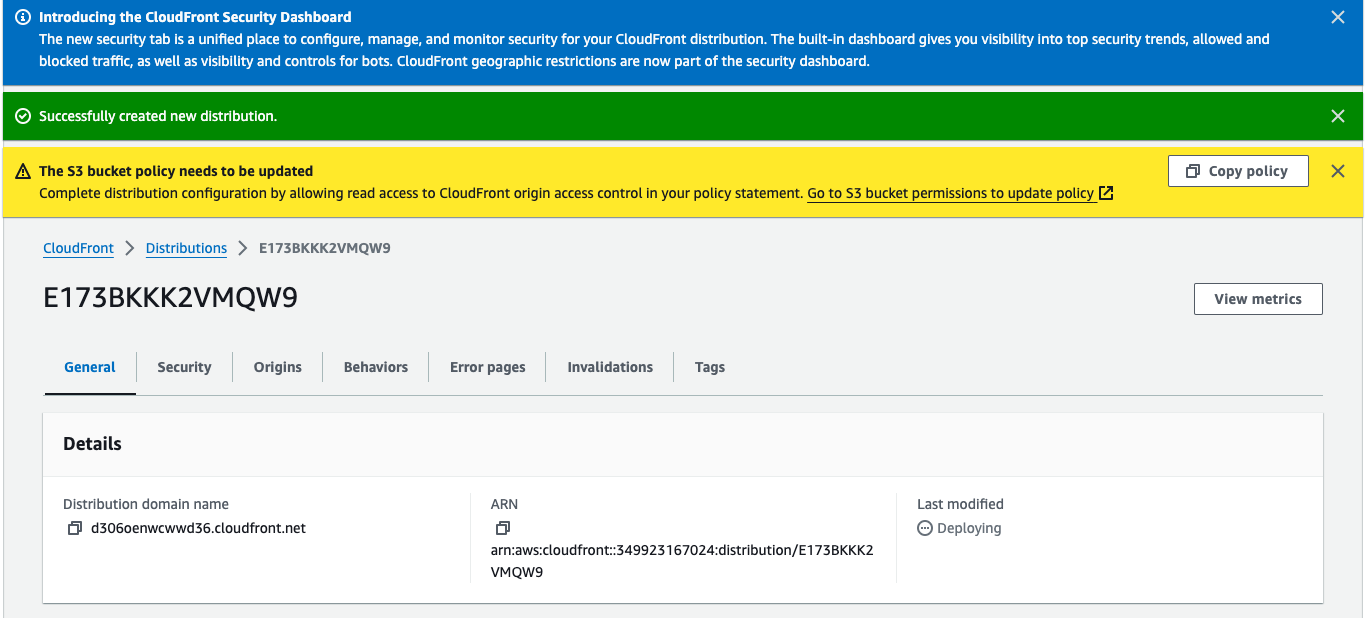 Introducing the CloudFront Security Dashboard
The new security tab is a unified place to configure, manage, and monitor security for your CloudFront distribution. The built-in dashboard gives you visibility into top security trends, allowed and
blocked traffic, as well as visibility and controls for bots. CloudFront geographic restrictions are now part of the security dashboard.
Successfully created new distribution.
The S3 bucket policy needs to be updated
Complete distribution configuration by allowing read access to CloudFront origin access control in your policy statement. Go to S3 bucket permissions to update policy
Copy policy
CloudFront > Distributions > E173BKKK2VMQW9
E173BKKK2VMQW9
View metrics
General Security Origins Behaviors Error pages Invalidations Tags
Details
Distribution domain name
d306oenwcwwd36.cloudfront.net
ARN
arn:aws:cloudfront::349923167024:distribution/E173BKKK2
VMQW9
Last modified
Deploying